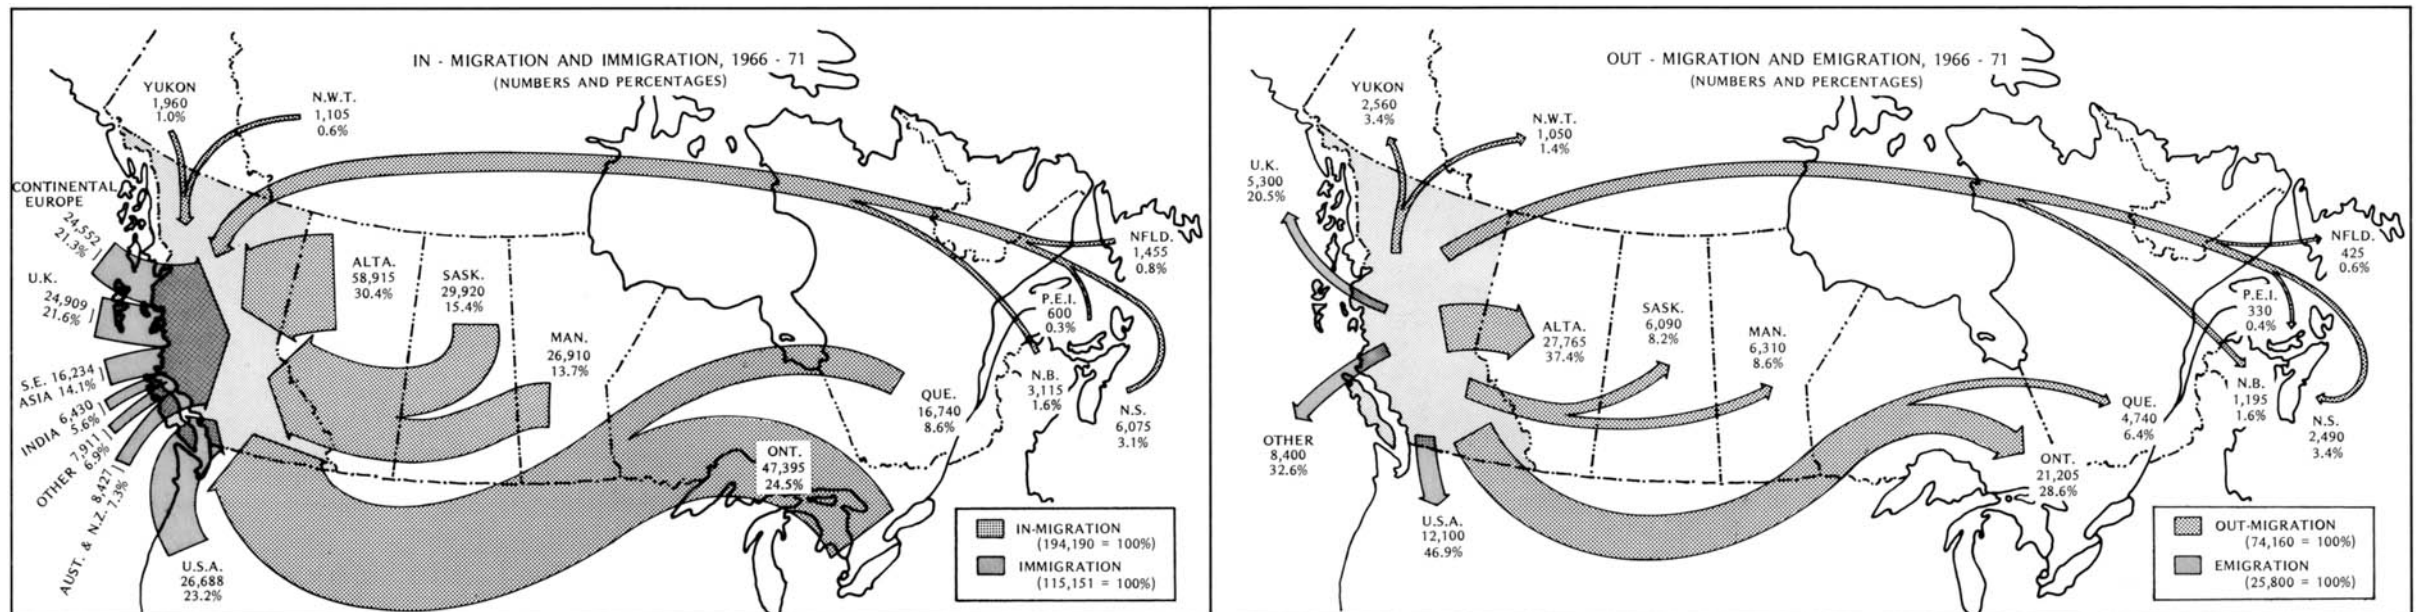 IN - MIGRATION AND IMMIGRATION, 1966 - 71
(NUMBERS AND PERCENTAGES)
YUKON
1,960
1.0%
N.W.T.
1,105
0.6%
CONTINENTAL
EUROPE
24,552
21.3%
U.K.
24,909
21.6%
S.E. 16,234
ASIA 14.1%
INDIA 6,430
5.6%
OTHER 7,911
6.9%
AUST. & N.Z. 8,427
7.3%
U.S.A.
26,688
23.2%
ALTA.
58,915
30.4%
SASK.
29,920
15.4%
MAN.
26,910
13.7%
ONT.
47,395
24.5%
QUE.
16,740
8.6%
NFLD.
1,455
0.8%
P.E.I.
600
0.3%
N.B.
3,115
1.6%
N.S.
6,075
3.1%
IN-MIGRATION
(194,190 = 100%)
IMMIGRATION
(115,151 = 100%)
OUT - MIGRATION AND EMIGRATION, 1966 - 71
(NUMBERS AND PERCENTAGES)
YUKON
2,560
3.4%
N.W.T.
1,050
1.4%
U.K.
5,300
20.5%
OTHER
8,400
32.6%
U.S.A.
12,100
46.9%
ALTA.
27,765
37.4%
SASK.
6,090
8.2%
MAN.
6,310
8.6%
QUE.
4,740
6.4%
ONT.
21,205
28.6%
NFLD.
425
0.6%
P.E.I.
330
0.4%
N.B.
1,195
1.6%
N.S.
2,490
3.4%
OUT-MIGRATION
(74,160 = 100%)
EMIGRATION
(25,800 = 100%)